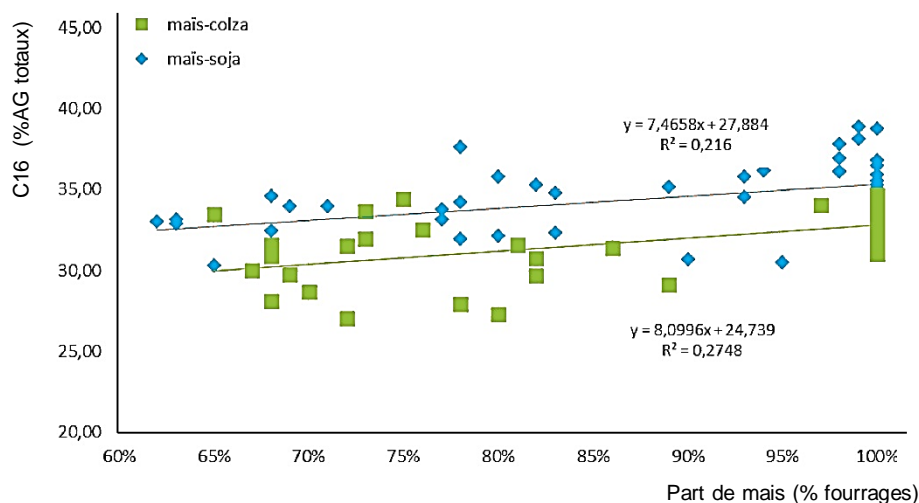 C16 (%AG totaux)
45,00
40,00
35,00
30,00
25,00
20,00
maïs-colza
maïs-soja
y = 7,4658x + 27,884
R² = 0,216
y = 8,0996x + 24,739
R² = 0,2748
60% 65% 70% 75% 80% 85% 90% 95% 100%
Part de mais (% fourrages)